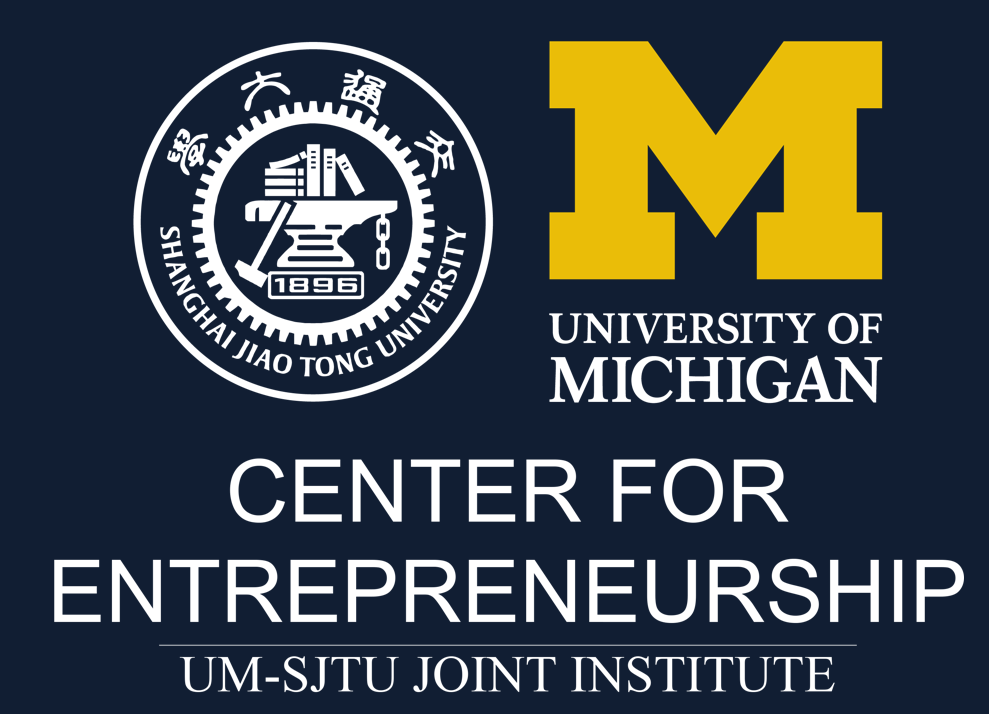 學大通交
1896
SHANGHAI JIAO TONG UNIVERSITY
M
UNIVERSITY OF
MICHIGAN
CENTER FOR
ENTREPRENEURSHIP
UM-SJTU JOINT INSTITUTE